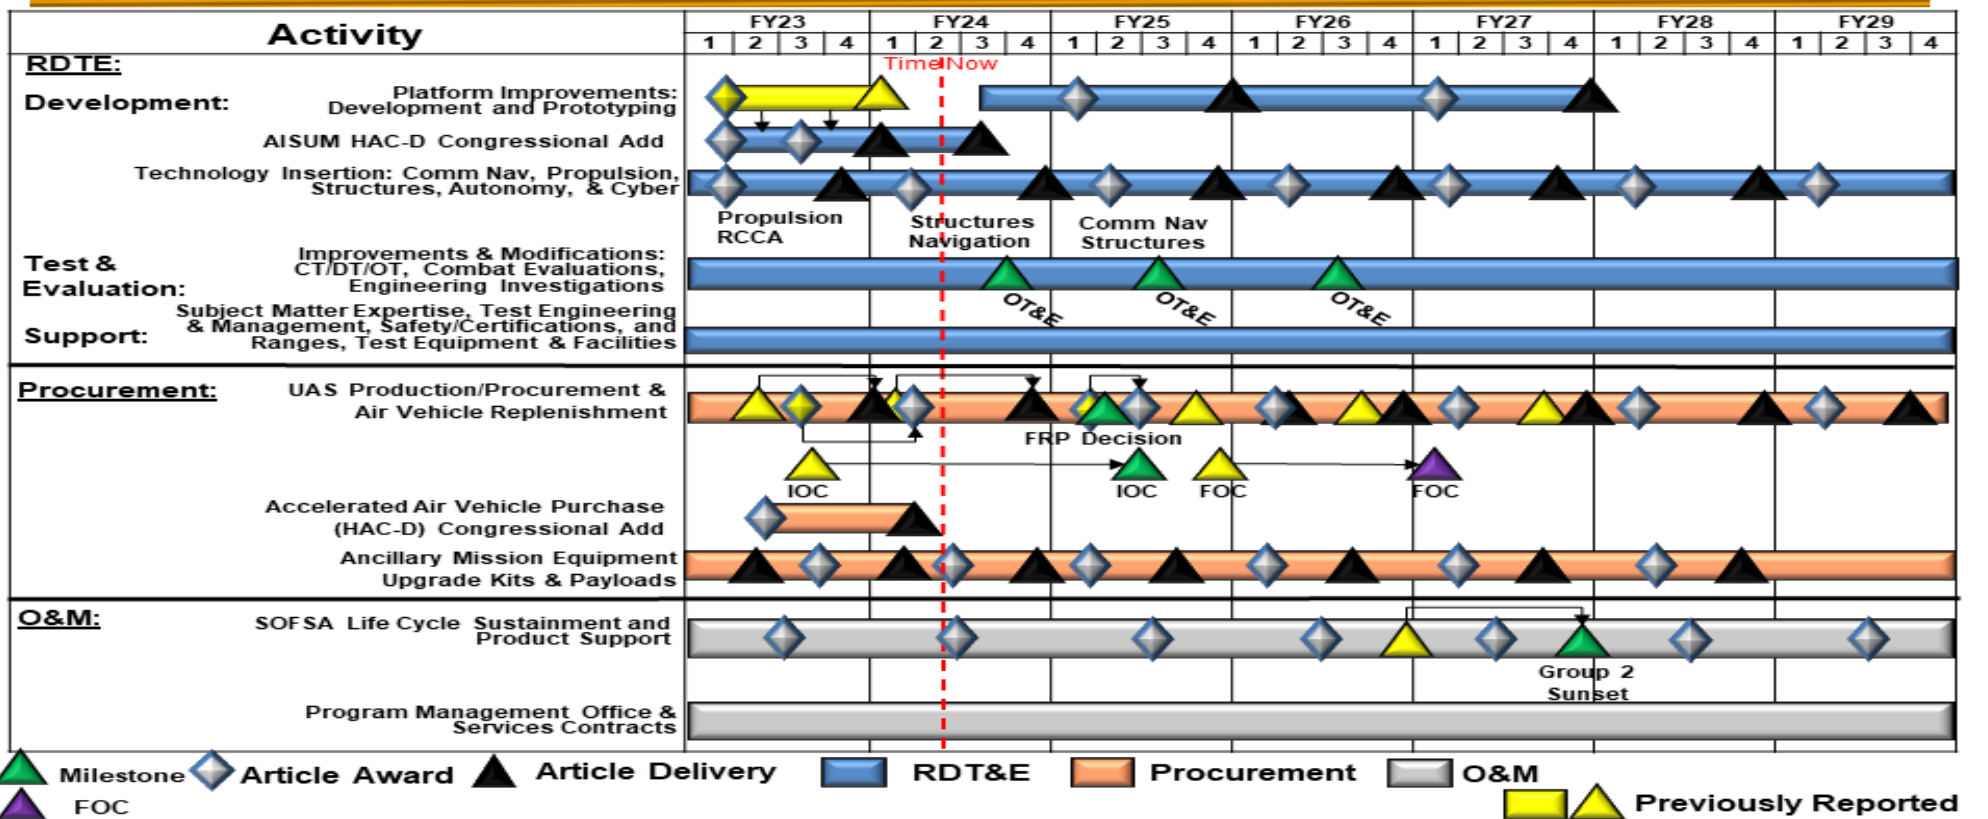 Activity
FY23 FY24 FY25 FY26 FY27 FY28 FY29
1 2 3 4 1 2 3 4 1 2 3 4 1 2 3 4 1 2 3 4 1 2 3 4 1 2 3 4
RDTE:
Time Now
Development:
Platform Improvements:
Development and Prototyping
AISUM HAC-D Congressional Add
Technology Insertion: Comm Nav, Propulsion,
Structures, Autonomy, & Cyber
Propulsion
RCCA
Structures
Navigation
Comm Nav
Structures
Test &
Evaluation:
Improvements & Modifications:
CT/DT/OT, Combat Evaluations,
Engineering Investigations
OT&E OT&E OT&E
Support:
Subject Matter Expertise, Test Engineering
& Management, Safety/Certifications, and
Ranges, Test Equipment & Facilities
Procurement:
UAS Production/Procurement &
Air Vehicle Replenishment
FRP Decision
IOC IOC FOC FOC
Accelerated Air Vehicle Purchase
(HAC-D) Congressional Add
Ancillary Mission Equipment
Upgrade Kits & Payloads
O&M:
SOFSA Life Cycle Sustainment and
Product Support
Group 2
Sunset
Program Management Office &
Services Contracts
Milestone Article Award Article Delivery RDT&E Procurement O&M
FOC Previously Reported